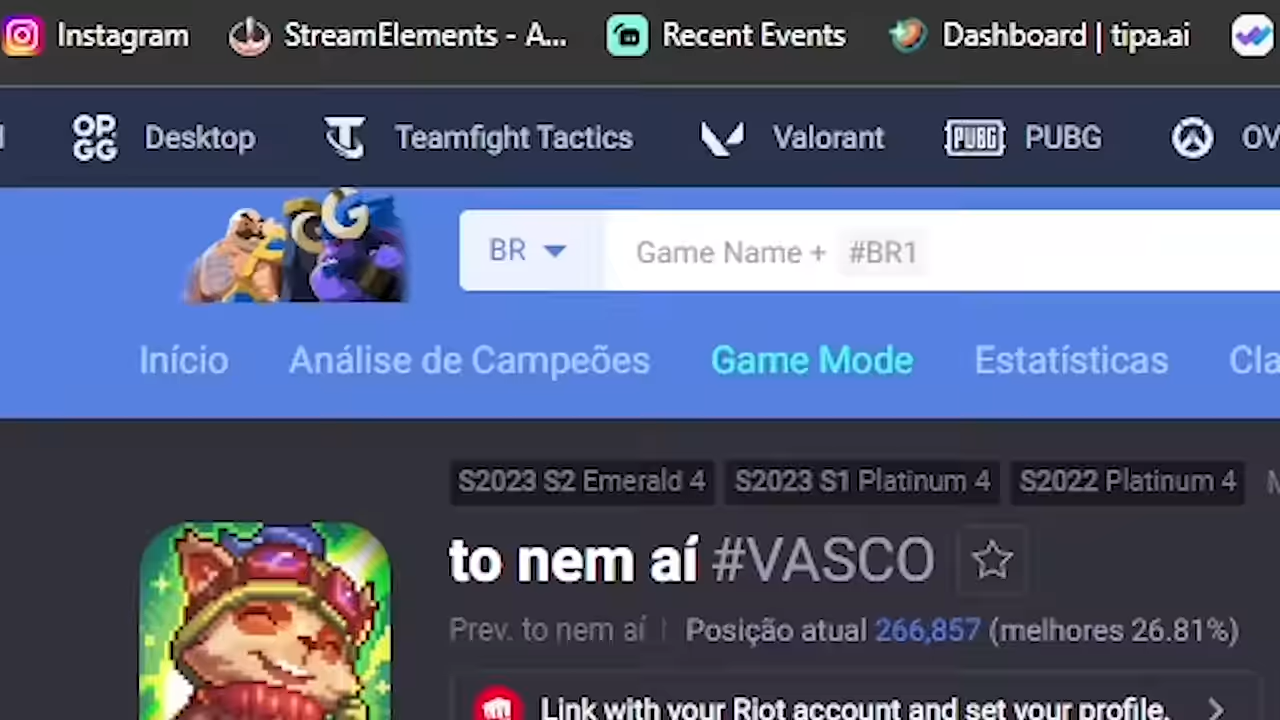 Instagram StreamElements - A... Recent Events Dashboard | tipa.ai
OP.GG Desktop Teamfight Tactics Valorant PUBG PUBG OV
BR Game Name + #BR1
Início Análise de Campeões Game Mode Estatísticas Cla
S2023 S2 Emerald 4 S2023 S1 Platinum 4 S2022 Platinum 4
to nem aí #VASCO
Prev. to nem aí | Posição atual 266,857 (melhores 26.81%)
Link with your Riot account and set your profile.